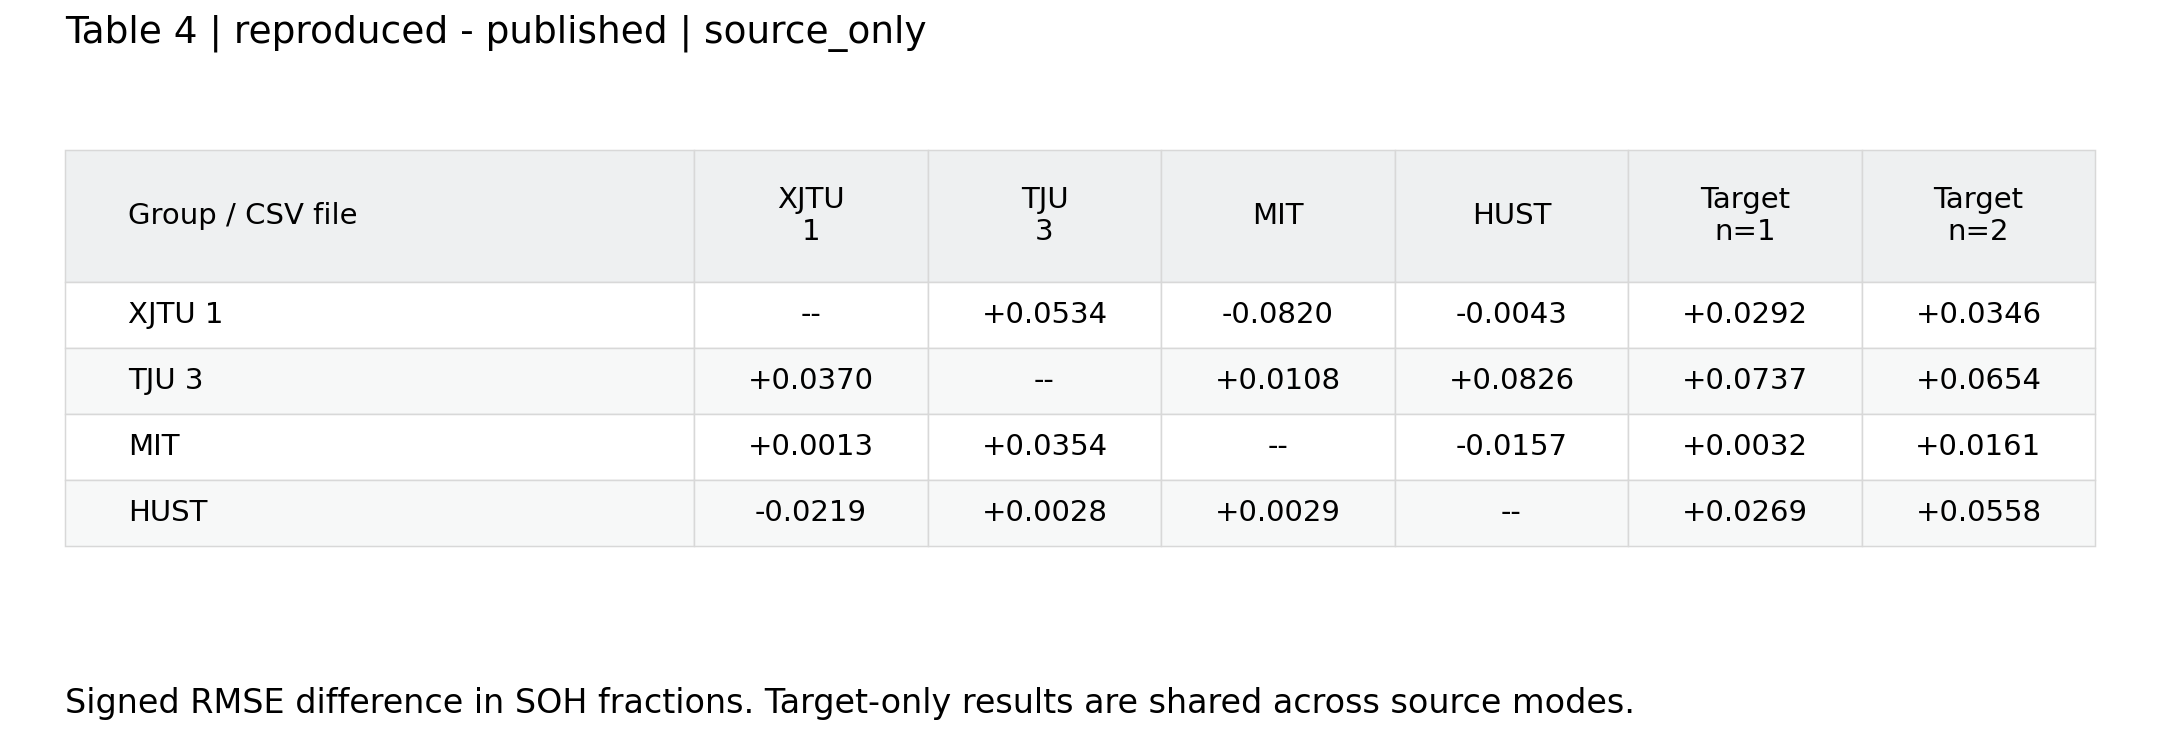 Table 4 | reproduced - published | source_only
Group / CSV file XJTU 1 TJU 3 MIT HUST Target n=1 Target n=2
XJTU 1 -- +0.0534 -0.0820 -0.0043 +0.0292 +0.0346
TJU 3 +0.0370 -- +0.0108 +0.0826 +0.0737 +0.0654
MIT +0.0013 +0.0354 -- -0.0157 +0.0032 +0.0161
HUST -0.0219 +0.0028 +0.0029 -- +0.0269 +0.0558
Signed RMSE difference in SOH fractions. Target-only results are shared across source modes.